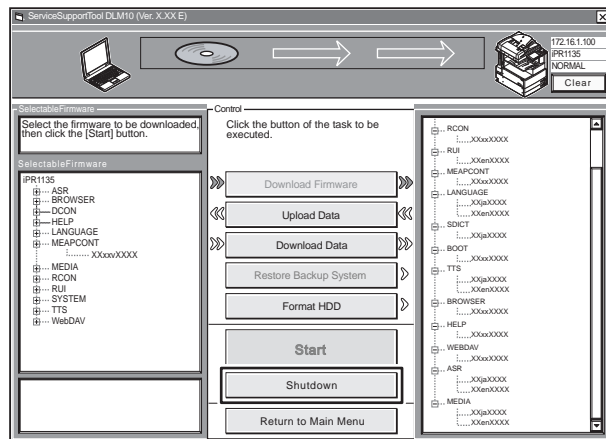 ServiceSupportTool DLM10 (Ver. X.XX E)
172.16.1.100
iPR1135
NORMAL
Clear
SelectableFirmware
Select the firmware to be downloaded,
then click the [Start] button.
SelectableFirmware
iPR1135
ASR
BROWSER
DCON
HELP
LANGUAGE
MEAPCONT
XXxxvXXXX
MEDIA
RCON
RUI
SYSTEM
TTS
WebDAV
Control
Click the button of the task to be
executed.
Download Firmware
Upload Data
Download Data
Restore Backup System
Format HDD
Start
Shutdown
Return to Main Menu
RCON
XXxxXXXX
RUI
XXenXXXX
MEAPCONT
XXxxXXXX
LANGUAGE
XXjaXXXX
XXenXXXX
SDICT
XXjaXXXX
BOOT
XXxxXXXX
TTS
XXjaXXXX
XXenXXXX
BROWSER
XXxxXXXX
HELP
XXxxXXXX
WEBDAV
XXxxXXXX
ASR
XXjaXXXX
XXenXXXX
MEDIA
XXjaXXXX
XXenXXXX